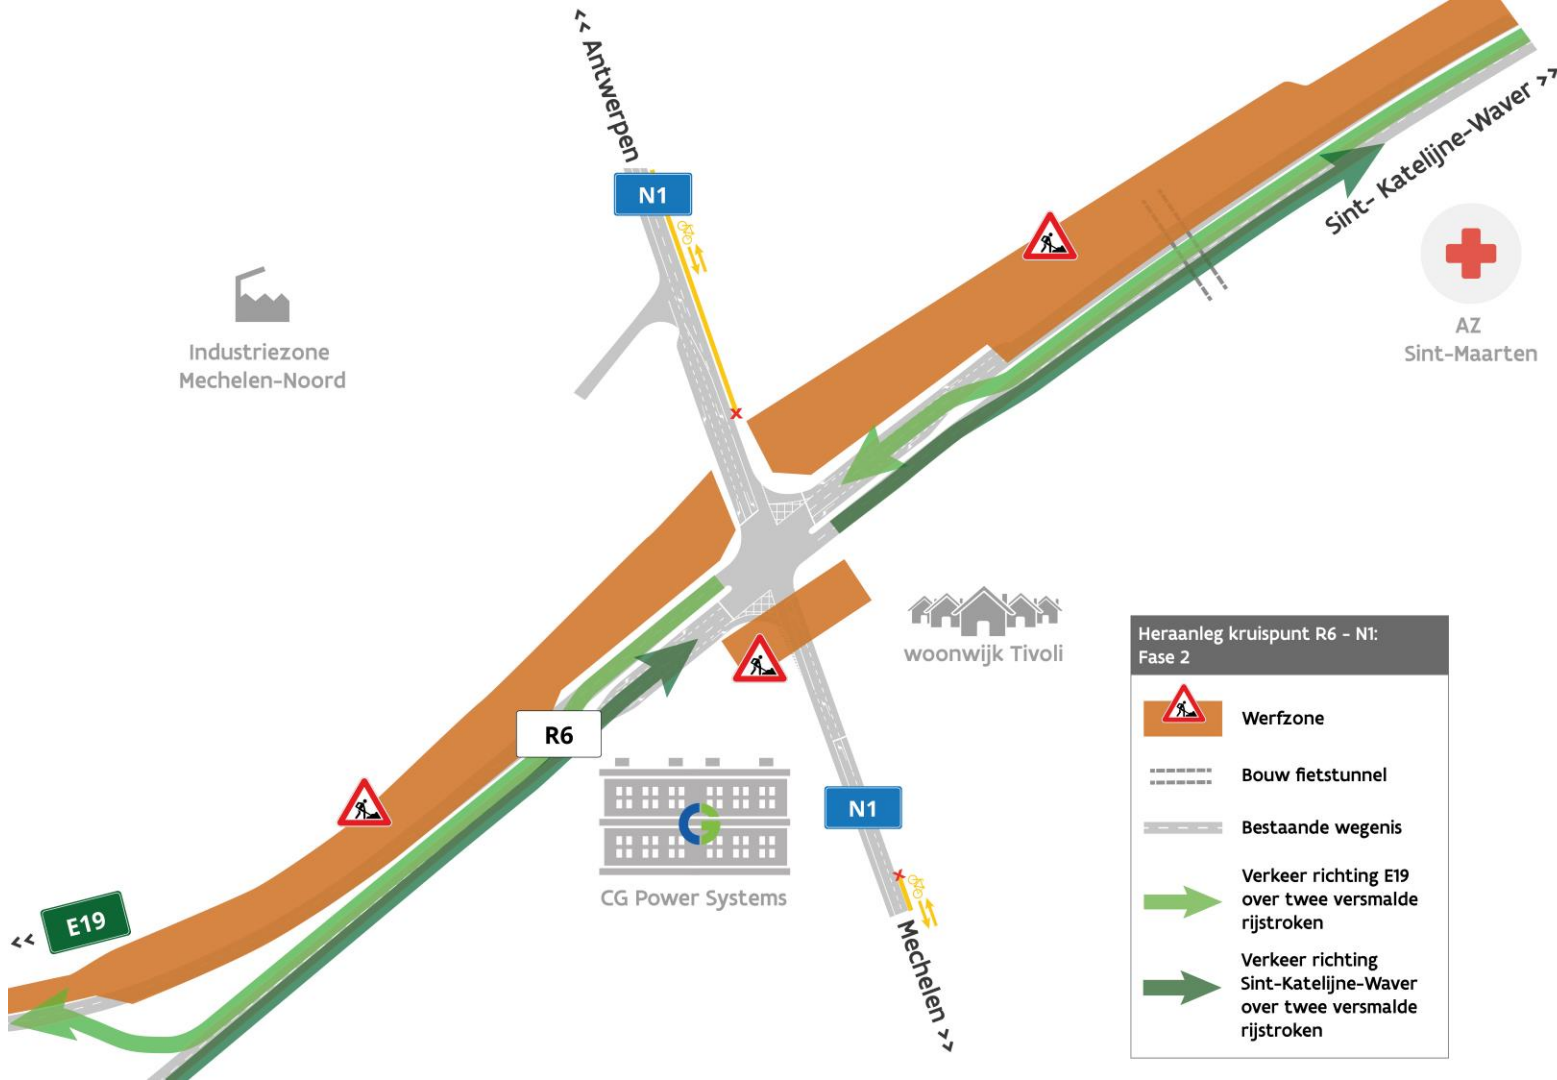 << Antwerpen
N1
Sint- Katelijne-Waver >>
Industriezone
Mechelen-Noord
AZ
Sint-Maarten
x
woonwijk Tivoli
R6
N1
CG Power Systems
x
<< E19
Mechelen >>
Heraanleg kruispunt R6 - N1:
Fase 2
Werfzone
Bouw fietstunnel
Bestaande wegenis
Verkeer richting E19
over twee versmalde
rijstroken
Verkeer richting
Sint-Katelijne-Waver
over twee versmalde
rijstroken